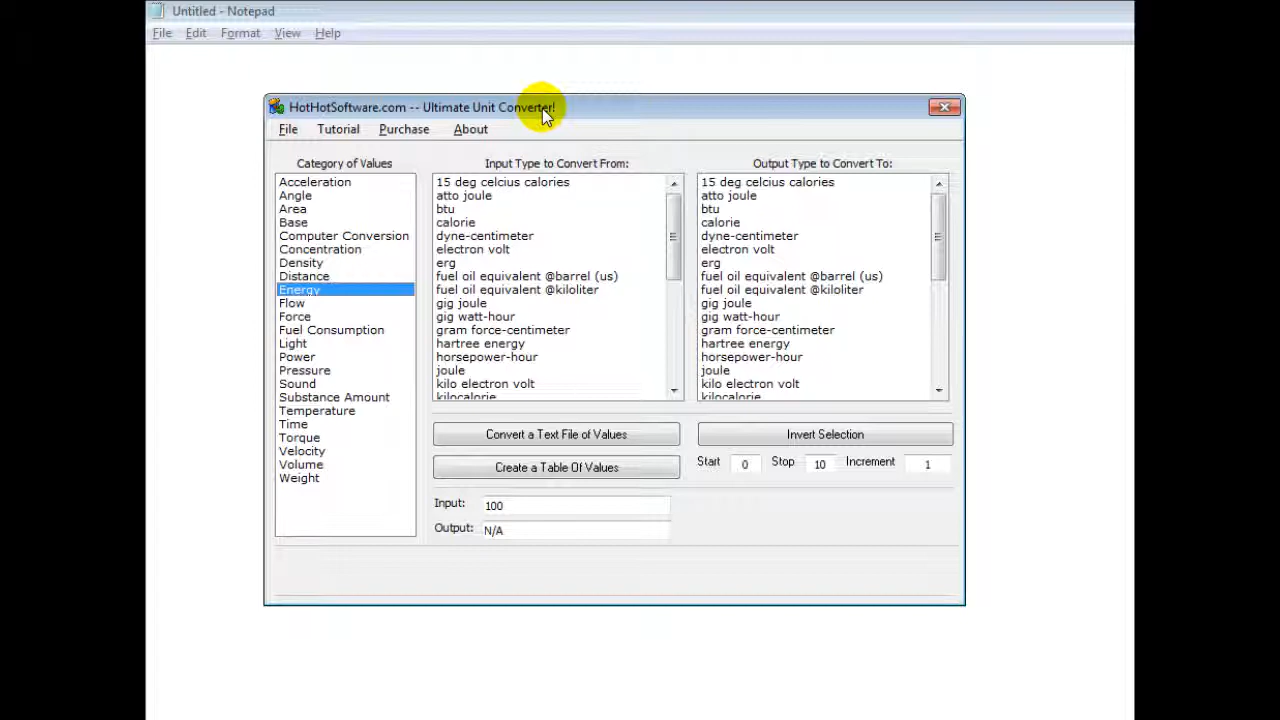 Untitled - Notepad
File Edit Format View Help
HotHotSoftware.com -- Ultimate Unit Converter!
File Tutorial Purchase About
Category of Values
Acceleration
Angle
Area
Base
Computer Conversion
Concentration
Density
Distance
Energy
Flow
Force
Fuel Consumption
Light
Power
Pressure
Sound
Substance Amount
Temperature
Time
Torque
Velocity
Volume
Weight
Input Type to Convert From:
15 deg celcius calories
atto joule
btu
calorie
dyne-centimeter
electron volt
erg
fuel oil equivalent @barrel (us)
fuel oil equivalent @kiloliter
gig joule
gig watt-hour
gram force-centimeter
hartree energy
horsepower-hour
joule
kilo electron volt
kilocalorie
Output Type to Convert To:
15 deg celcius calories
atto joule
btu
calorie
dyne-centimeter
electron volt
erg
fuel oil equivalent @barrel (us)
fuel oil equivalent @kiloliter
gig joule
gig watt-hour
gram force-centimeter
hartree energy
horsepower-hour
joule
kilo electron volt
kilocalorie
Convert a Text File of Values
Invert Selection
Create a Table Of Values
Start 0 Stop 10 Increment 1
Input: 100
Output: N/A